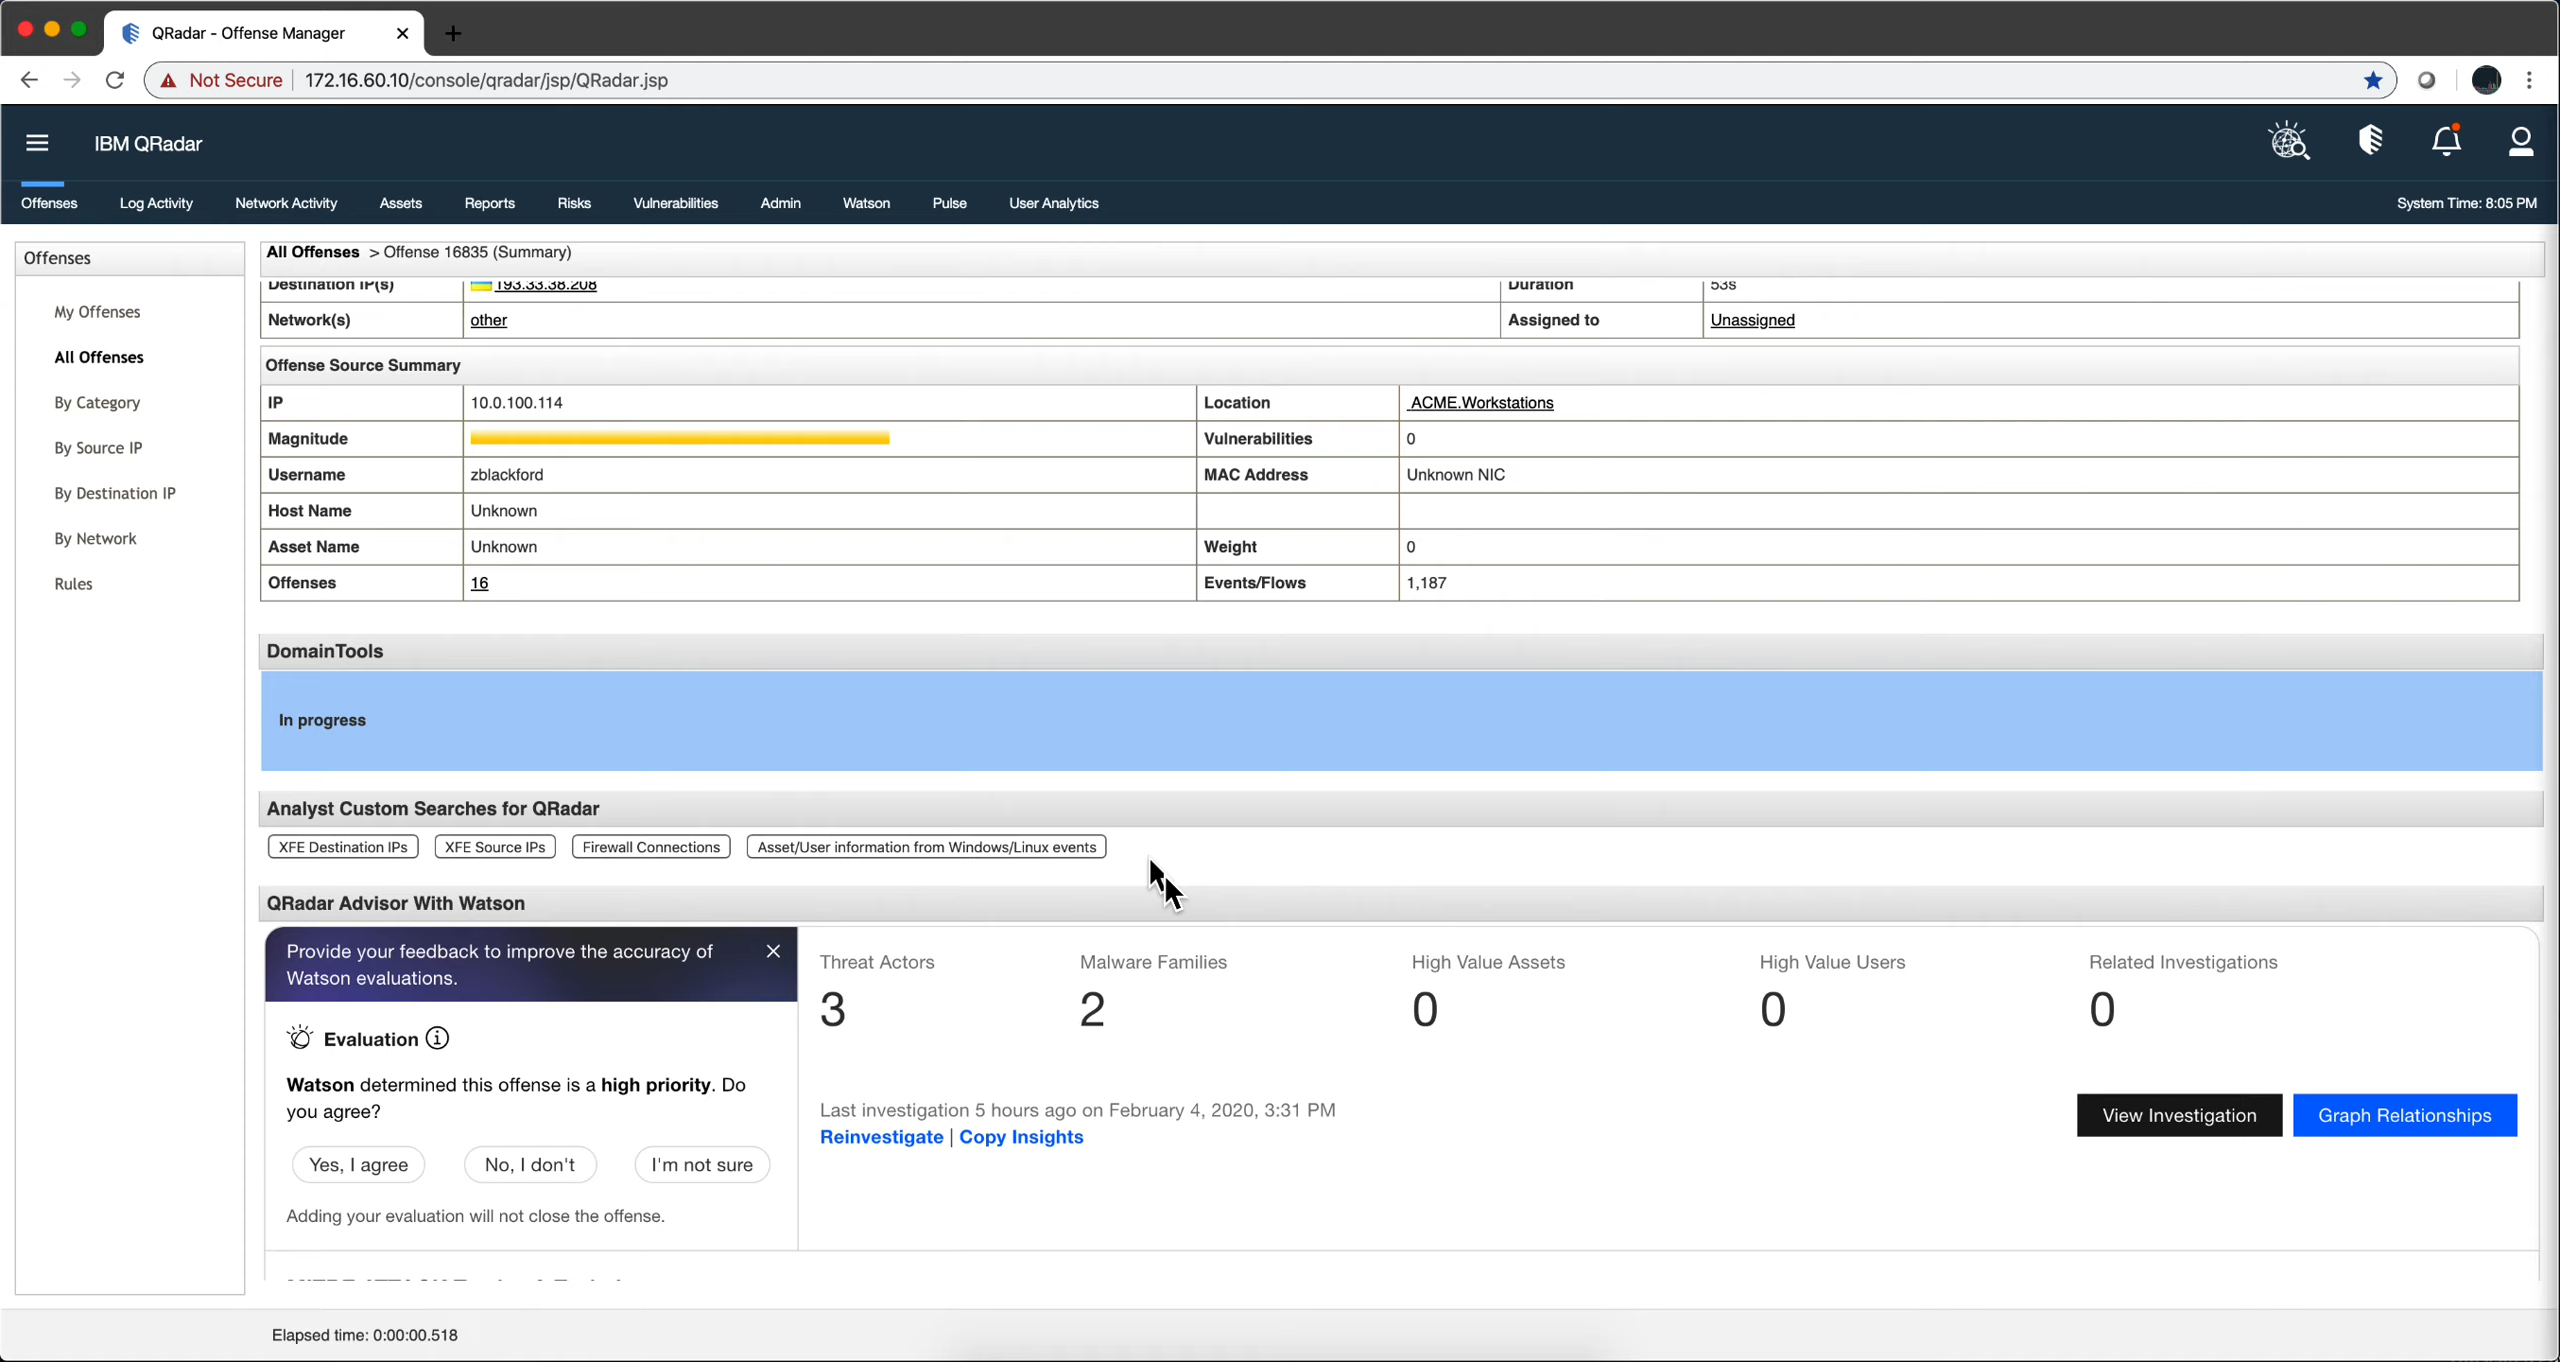 QRadar - Offense Manager
Not Secure 172.16.60.10/console/qradar/jsp/QRadar.jsp
IBM QRadar
Offenses Log Activity Network Activity Assets Reports Risks Vulnerabilities Admin Watson Pulse User Analytics System Time: 8:05 PM
Offenses
My Offenses
All Offenses
By Category
By Source IP
By Destination IP
By Network
Rules
All Offenses > Offense 16835 (Summary)
Destination IP(s) 193.33.38.208 Duration 53s
Network(s) other Assigned to Unassigned
Offense Source Summary
IP 10.0.100.114 Location ACME.Workstations
Magnitude Vulnerabilities 0
Username zblackford MAC Address Unknown NIC
Host Name Unknown
Asset Name Unknown Weight 0
Offenses 16 Events/Flows 1,187
DomainTools
In progress
Analyst Custom Searches for QRadar
XFE Destination IPs XFE Source IPs Firewall Connections Asset/User information from Windows/Linux events
QRadar Advisor With Watson
Provide your feedback to improve the accuracy of
Watson evaluations.
Evaluation
Watson determined this offense is a high priority. Do
you agree?
Yes, I agree No, I don't I'm not sure
Adding your evaluation will not close the offense.
Threat Actors Malware Families High Value Assets High Value Users Related Investigations
3 2 0 0 0
Last investigation 5 hours ago on February 4, 2020, 3:31 PM
Reinvestigate | Copy Insights
View Investigation Graph Relationships
Elapsed time: 0:00:00.518